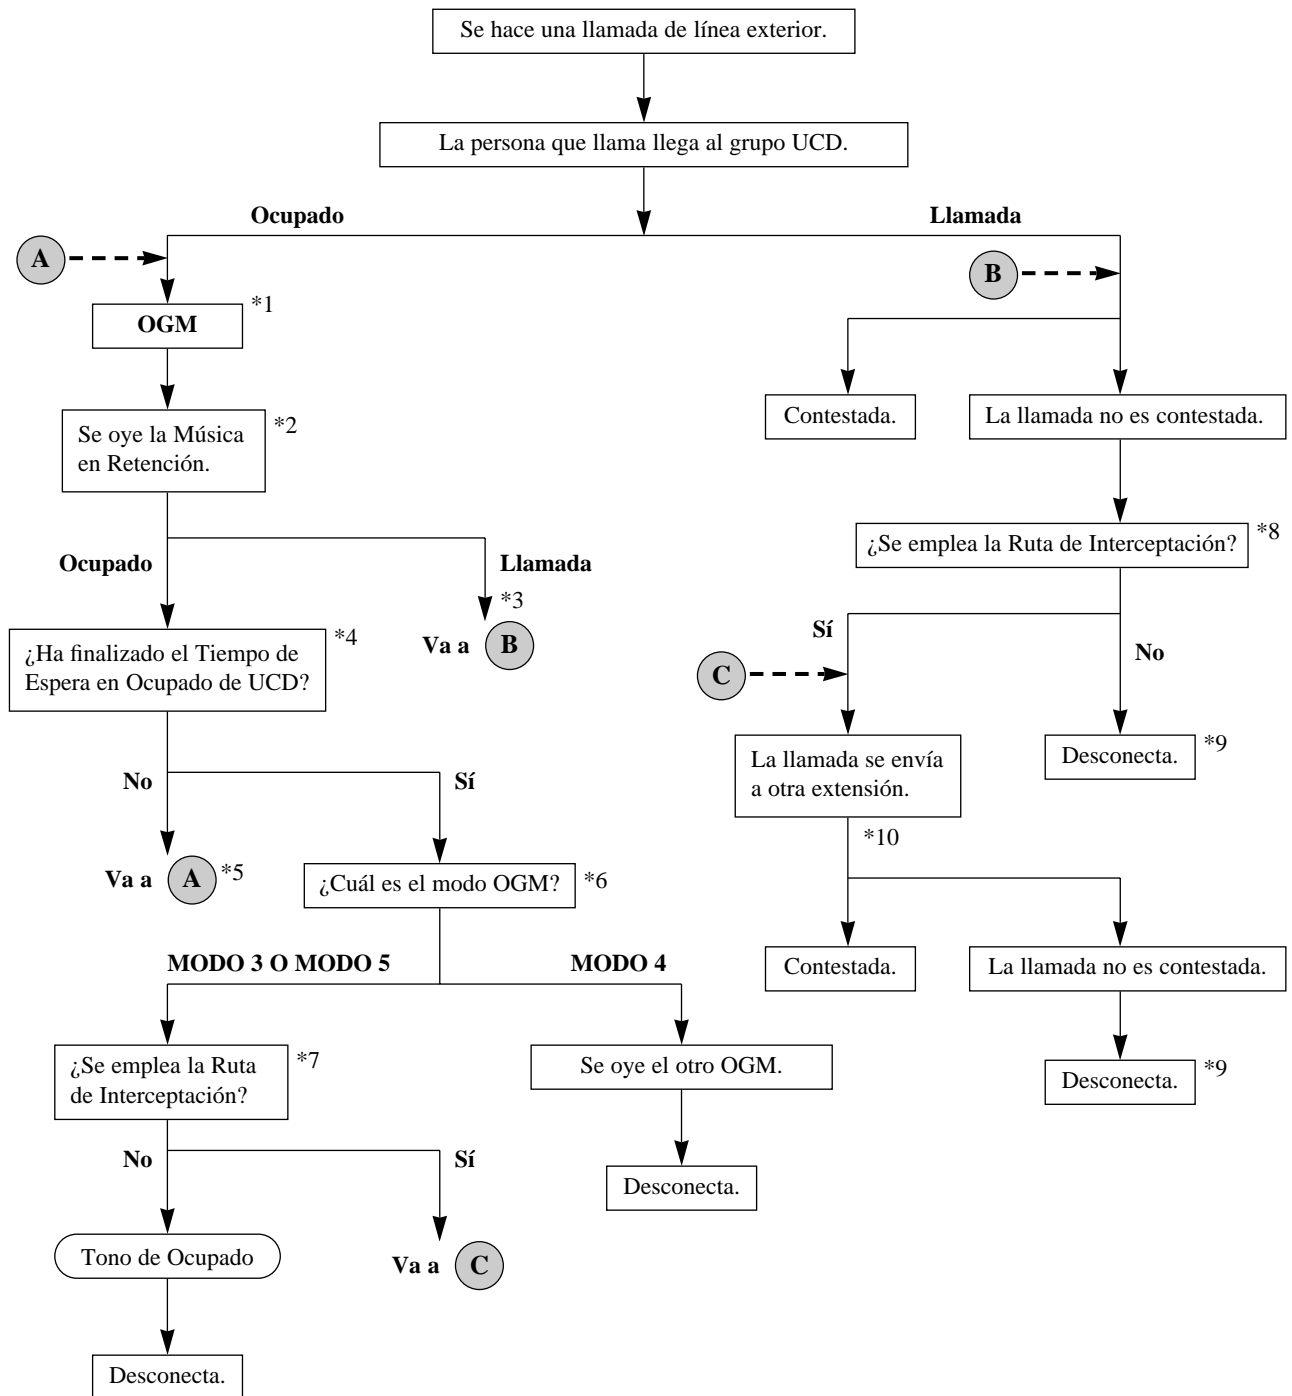 Se hace una llamada de línea exterior.
La persona que llama llega al grupo UCD.
Ocupado
Llamada
A
B
OGM
*1
Contestada.
La llamada no es contestada.
Se oye la Música
en Retención.
*2
¿Se emplea la Ruta de Interceptación?
*8
Ocupado
Llamada
*3
Va a
B
¿Ha finalizado el Tiempo de
Espera en Ocupado de UCD?
*4
Sí
No
C
La llamada se envía
a otra extensión.
Desconecta.
*9
No
Sí
*10
Va a
A
*5
¿Cuál es el modo OGM?
*6
Contestada.
La llamada no es contestada.
MODO 3 O MODO 5
MODO 4
¿Se emplea la Ruta
de Interceptación?
*7
Se oye el otro OGM.
Desconecta.
*9
No
Sí
Desconecta.
Tono de Ocupado
Va a
C
Desconecta.